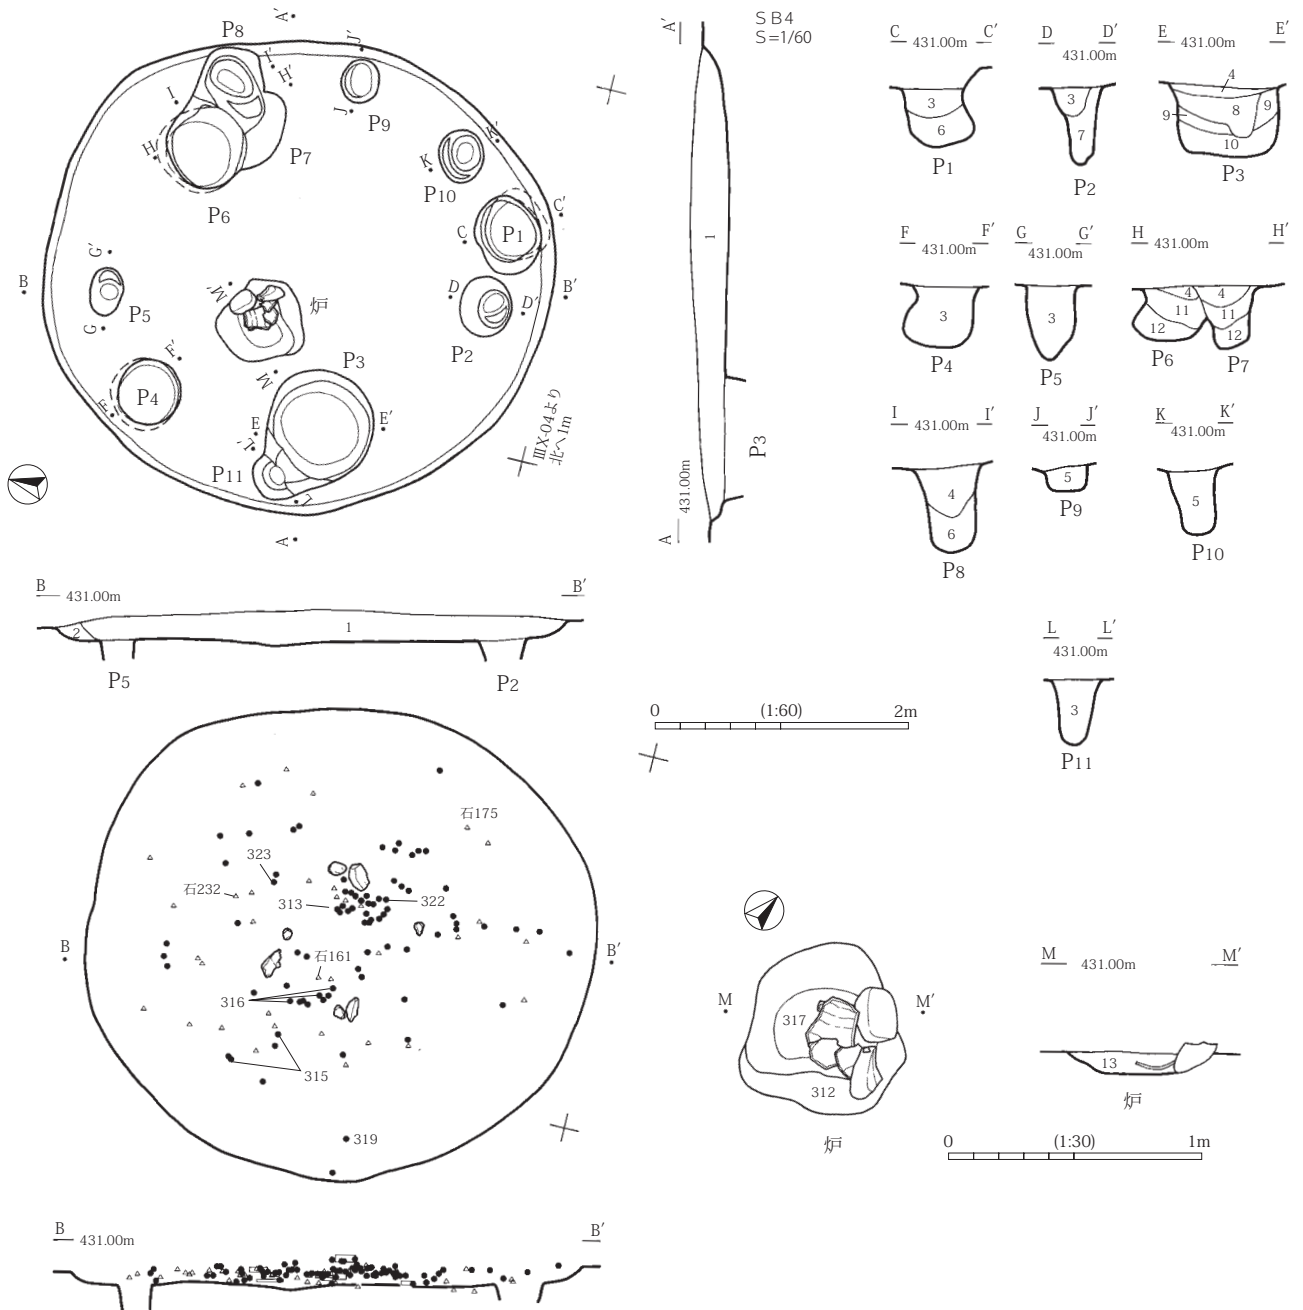 SB4
S=1/60
A′
P8
I′
J′
H′
I
J
P9
H
K′
K
P7
P10
C′
P6
C
P1
G′
M′
D
D′
B
B′
炉
P5
G
P2
F′
P3
M
P4
F
E
E′
L′
P11
L
ⅢX-04より
北へ1m
A
A′
1
P3
431.00m
A
C 431.00m C′
3
6
P1
D D′
431.00m
3
7
P2
E 431.00m E′
4
8
9
9
10
P3
F F′
431.00m
3
P4
G G′
431.00m
3
P5
H 431.00m H′
4
4
11
11
12
12
P6
P7
I I′
431.00m
4
6
P8
J J′
431.00m
5
P9
K K′
431.00m
5
P10
L L′
431.00m
3
P11
B 431.00m B′
2
1
P5
P2
0 (1:60) 2m
石175
323
石232
313
322
B
B′
石161
316
315
319
M
M′
317
312
炉
M 431.00m M′
13
炉
0 (1:30) 1m
B 431.00m B′